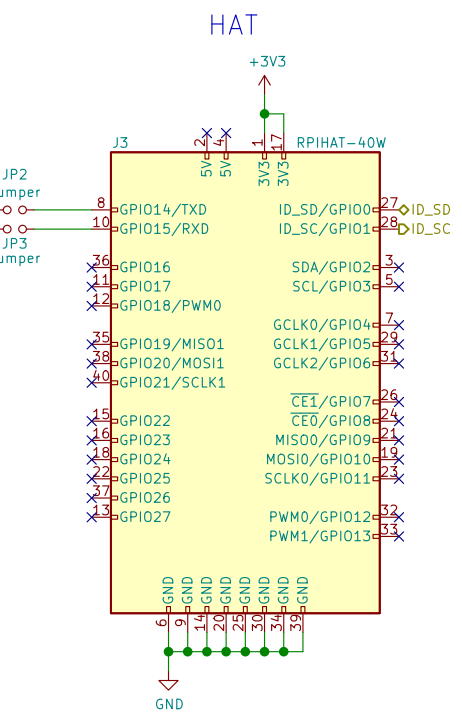 HAT
+3V3
J3
RPIHAT-40W
2 4 1 17
5V 5V 3V3 3V3
JP2
umper
8 GPIO14/TXD ID_SD/GPIO0 27 ID_SD
10 GPIO15/RXD ID_SC/GPIO1 28 ID_SC
JP3
umper
36 GPIO16 SDA/GPIO2 3
11 GPIO17 SCL/GPIO3 5
12 GPIO18/PWM0
GCLK0/GPIO4 7
35 GPIO19/MISO1 GCLK1/GPIO5 29
38 GPIO20/MOSI1 GCLK2/GPIO6 31
40 GPIO21/SCLK1
CE1/GPIO7 26
15 GPIO22 CE0/GPIO8 24
16 GPIO23 MISO0/GPIO9 21
18 GPIO24 MOSI0/GPIO10 19
22 GPIO25 SCLK0/GPIO11 23
37 GPIO26
13 GPIO27 PWM0/GPIO12 32
PWM1/GPIO13 33
GND GND GND GND GND GND GND GND
6 9 14 20 25 30 34 39
GND